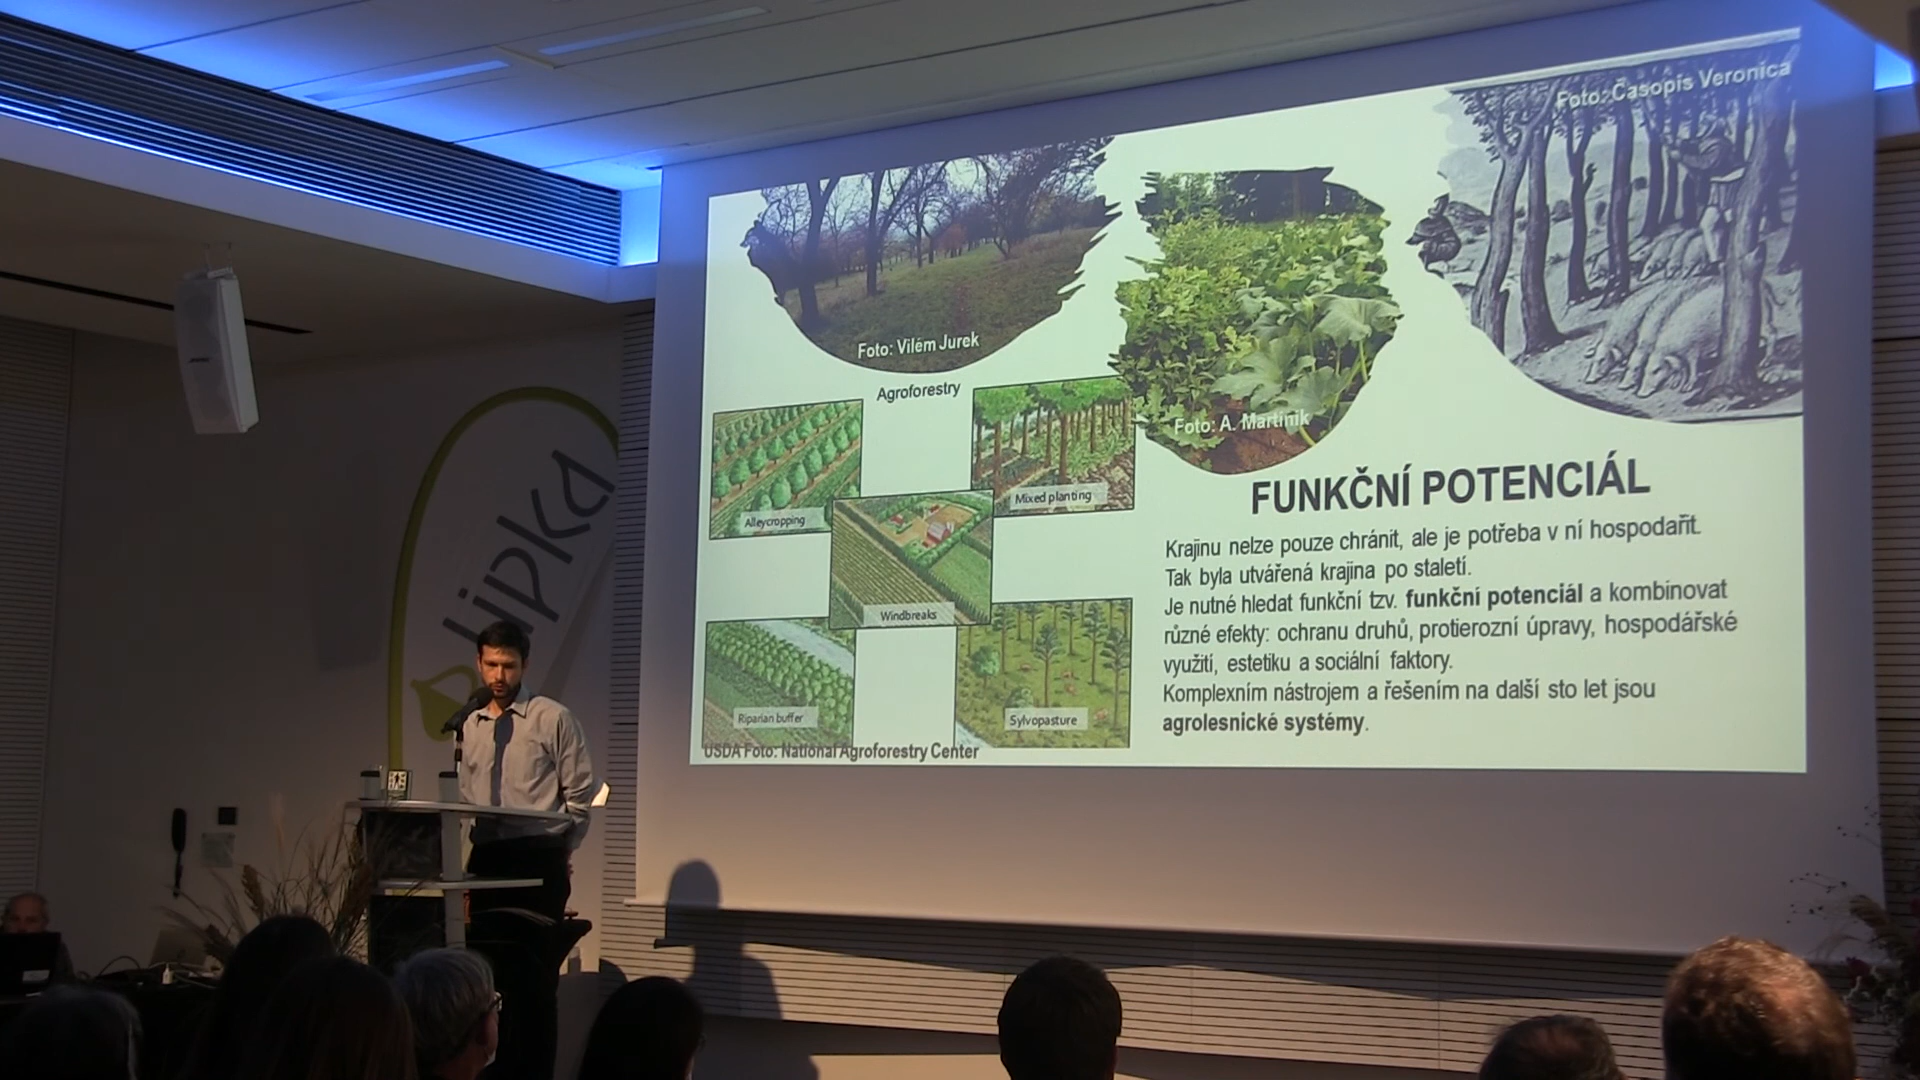 Foto: Časopis Veronica
Foto: Vilém Jurek
Foto: A. Martiník
Agroforestry
Alleycropping
Mixed planting
Windbreaks
Riparian buffer
Sylvopasture
USDA Foto: National Agroforestry Center
FUNKČNÍ POTENCIÁL
Krajinu nelze pouze chránit, ale je potřeba v ní hospodařit.
Tak byla utvářená krajina po staletí.
Je nutné hledat funkční tzv. funkční potenciál a kombinovat
různé efekty: ochranu druhů, protierozní úpravy, hospodářské
využití, estetiku a sociální faktory.
Komplexním nástrojem a řešením na další sto let jsou
agrolesnické systémy.
lipka